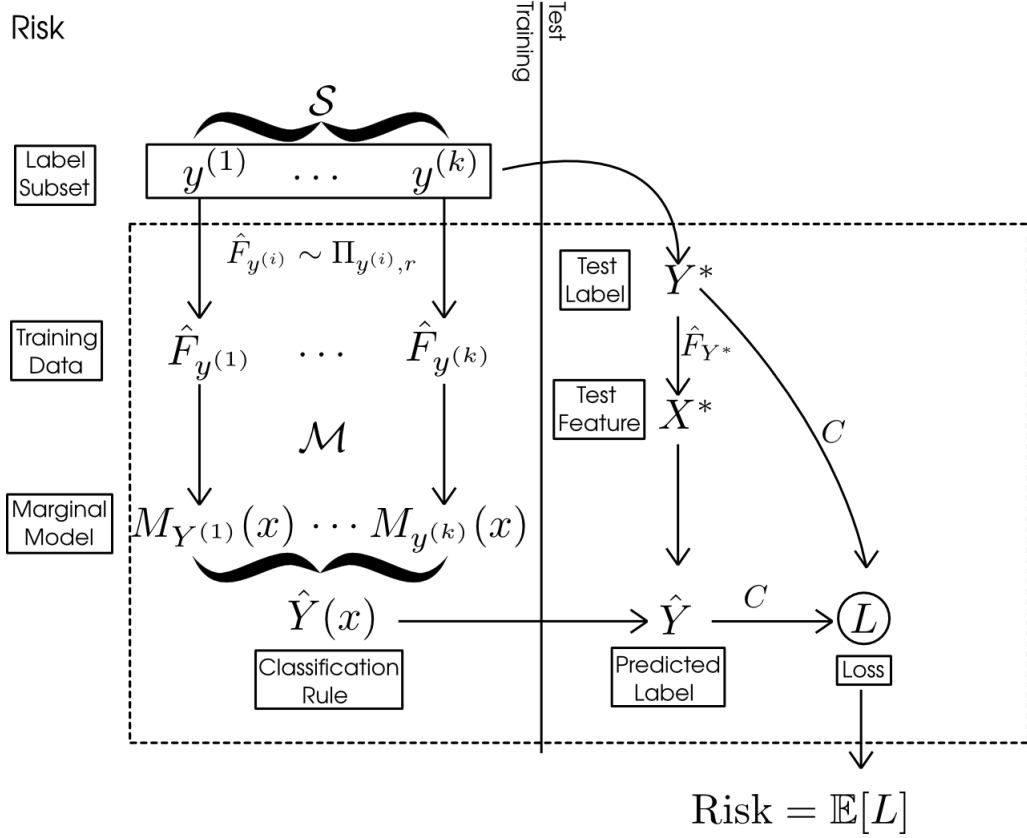 Risk
Training
Test
𝒮
Label
Subset
y^{(1)} ⋯ y^{(k)}
F̂_{y^{(i)}} ∼ Π_{y^{(i)},r}
Test
Label
Y*
Training
Data
F̂_{y^{(1)}} ⋯ F̂_{y^{(k)}}
F̂_{Y*}
Test
Feature
X*
C
ℳ
Marginal
Model
M_{Y^{(1)}}(x) ⋯ M_{y^{(k)}}(x)
Ŷ(x)
Ŷ
C
L
Classification
Rule
Predicted
Label
Loss
Risk = 𝔼[L]